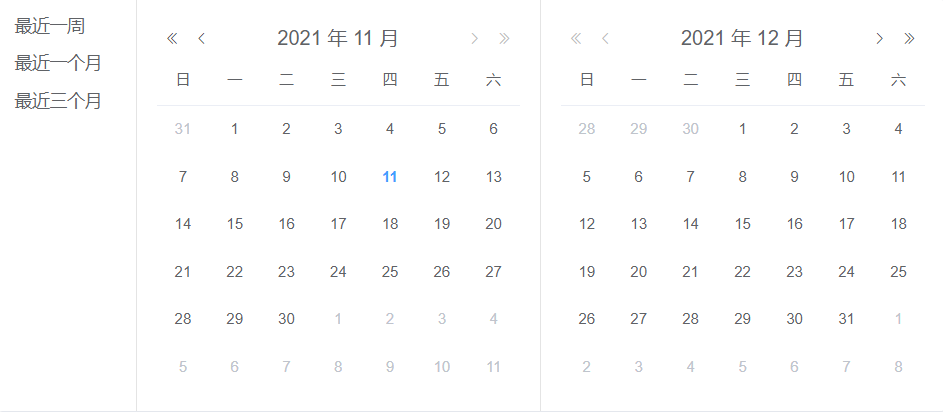 最近一周
最近一个月
最近三个月
2021 年 11 月
日 一 二 三 四 五 六
31 1 2 3 4 5 6
7 8 9 10 11 12 13
14 15 16 17 18 19 20
21 22 23 24 25 26 27
28 29 30 1 2 3 4
5 6 7 8 9 10 11
2021 年 12 月
日 一 二 三 四 五 六
28 29 30 1 2 3 4
5 6 7 8 9 10 11
12 13 14 15 16 17 18
19 20 21 22 23 24 25
26 27 28 29 30 31 1
2 3 4 5 6 7 8